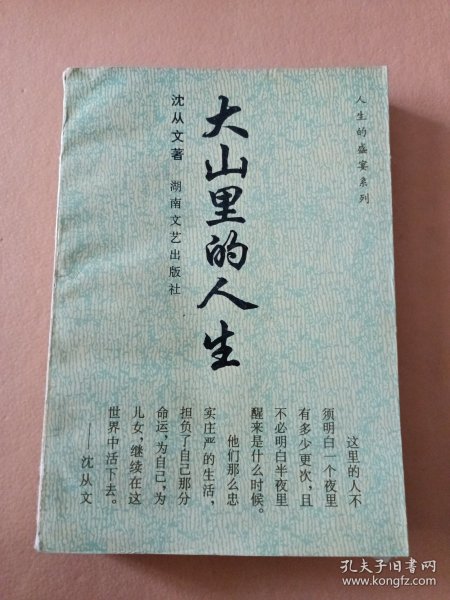 人生的盛宴系列
大山里的人生
沈从文著
湖南文艺出版社
这里的人不
须明白一个夜里
有多少更次，且
不必明白半夜里
醒来是什么时候。
他们那么忠
实庄严的生活，
担负了自己那分
命运，为自己，为
儿女，继续在这
世界中活下去。
——沈从文
孔夫子旧书网
www.kongfz.com